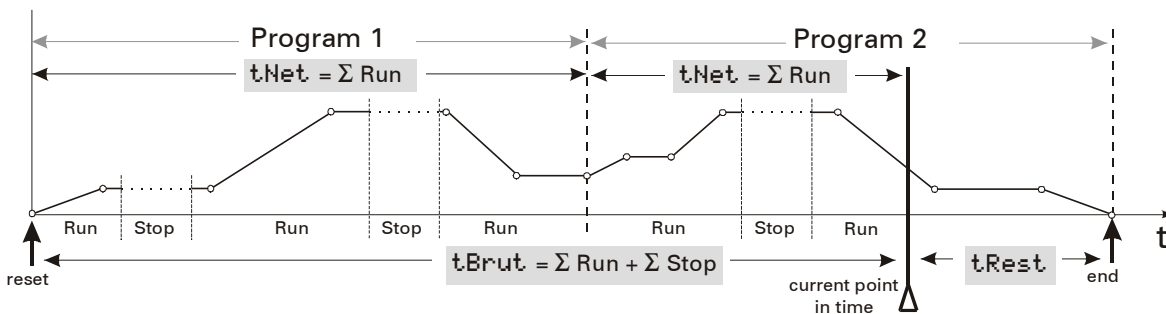 Program 1
Program 2
tNet = Σ Run
tNet = Σ Run
Run
Stop
Run
Stop
Run
Run
Stop
Run
t
reset
tBrut = Σ Run + Σ Stop
tRest
end
current point
in time